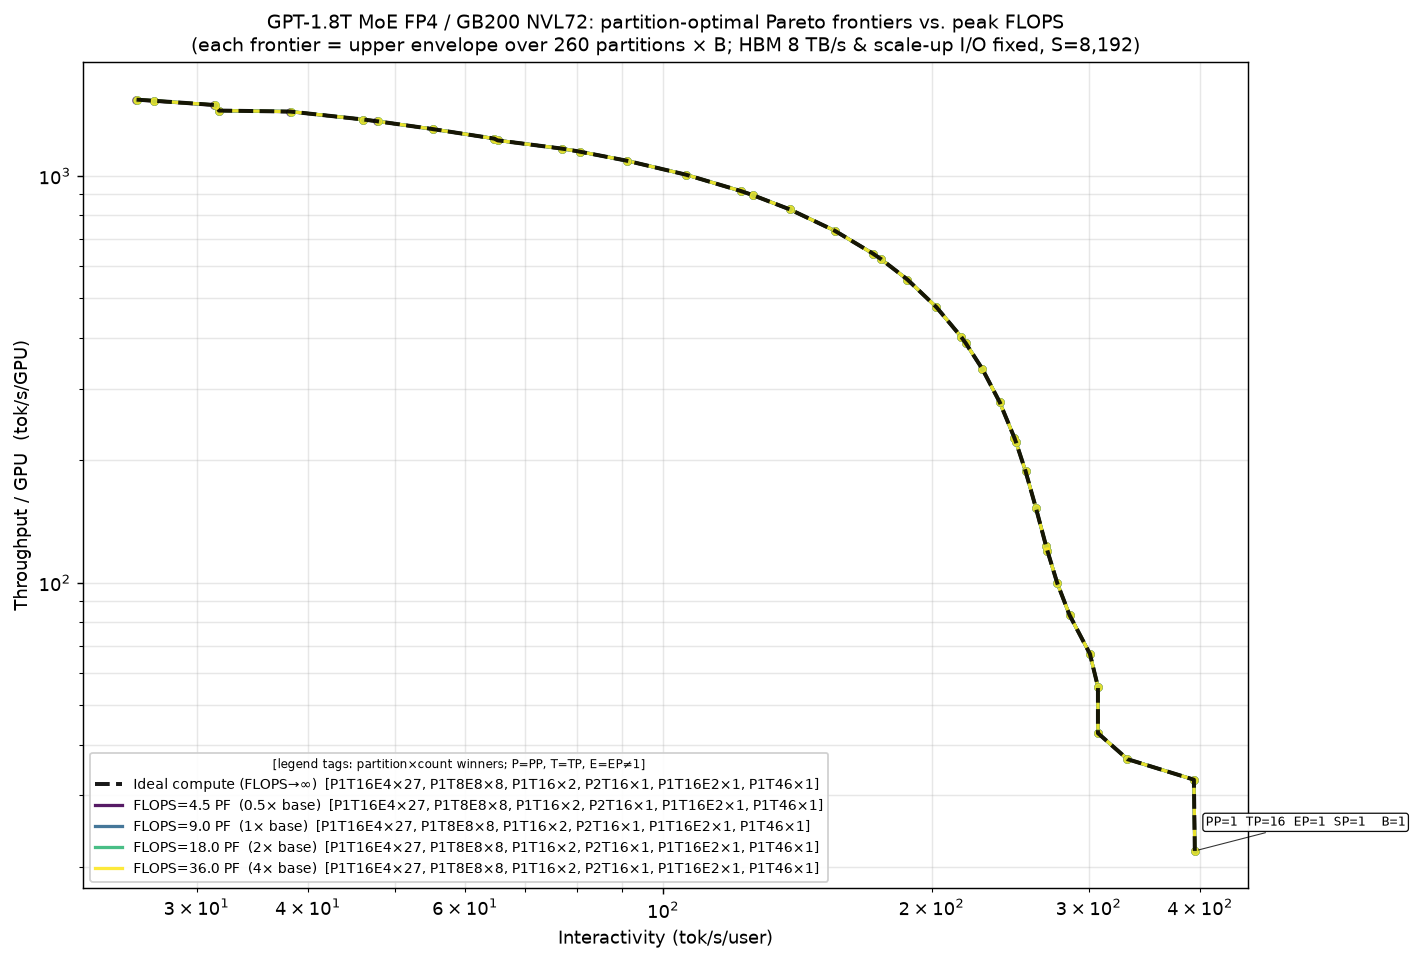 GPT-1.8T MoE FP4 / GB200 NVL72: partition-optimal Pareto frontiers vs. peak FLOPS
(each frontier = upper envelope over 260 partitions × B; HBM 8 TB/s & scale-up I/O fixed, S=8,192)
Throughput / GPU (tok/s/GPU)
10³
10²
[legend tags: partition×count winners; P=PP, T=TP, E=EP≠1]
Ideal compute (FLOPS→∞) [P1T16E4×27, P1T8E8×8, P1T16×2, P2T16×1, P1T16E2×1, P1T46×1]
FLOPS=4.5 PF (0.5× base) [P1T16E4×27, P1T8E8×8, P1T16×2, P2T16×1, P1T16E2×1, P1T46×1]
FLOPS=9.0 PF (1× base) [P1T16E4×27, P1T8E8×8, P1T16×2, P2T16×1, P1T16E2×1, P1T46×1]
FLOPS=18.0 PF (2× base) [P1T16E4×27, P1T8E8×8, P1T16×2, P2T16×1, P1T16E2×1, P1T46×1]
FLOPS=36.0 PF (4× base) [P1T16E4×27, P1T8E8×8, P1T16×2, P2T16×1, P1T16E2×1, P1T46×1]
PP=1 TP=16 EP=1 SP=1 B=1
3 × 10¹ 4 × 10¹ 6 × 10¹ 10² 2 × 10² 3 × 10² 4 × 10²
Interactivity (tok/s/user)